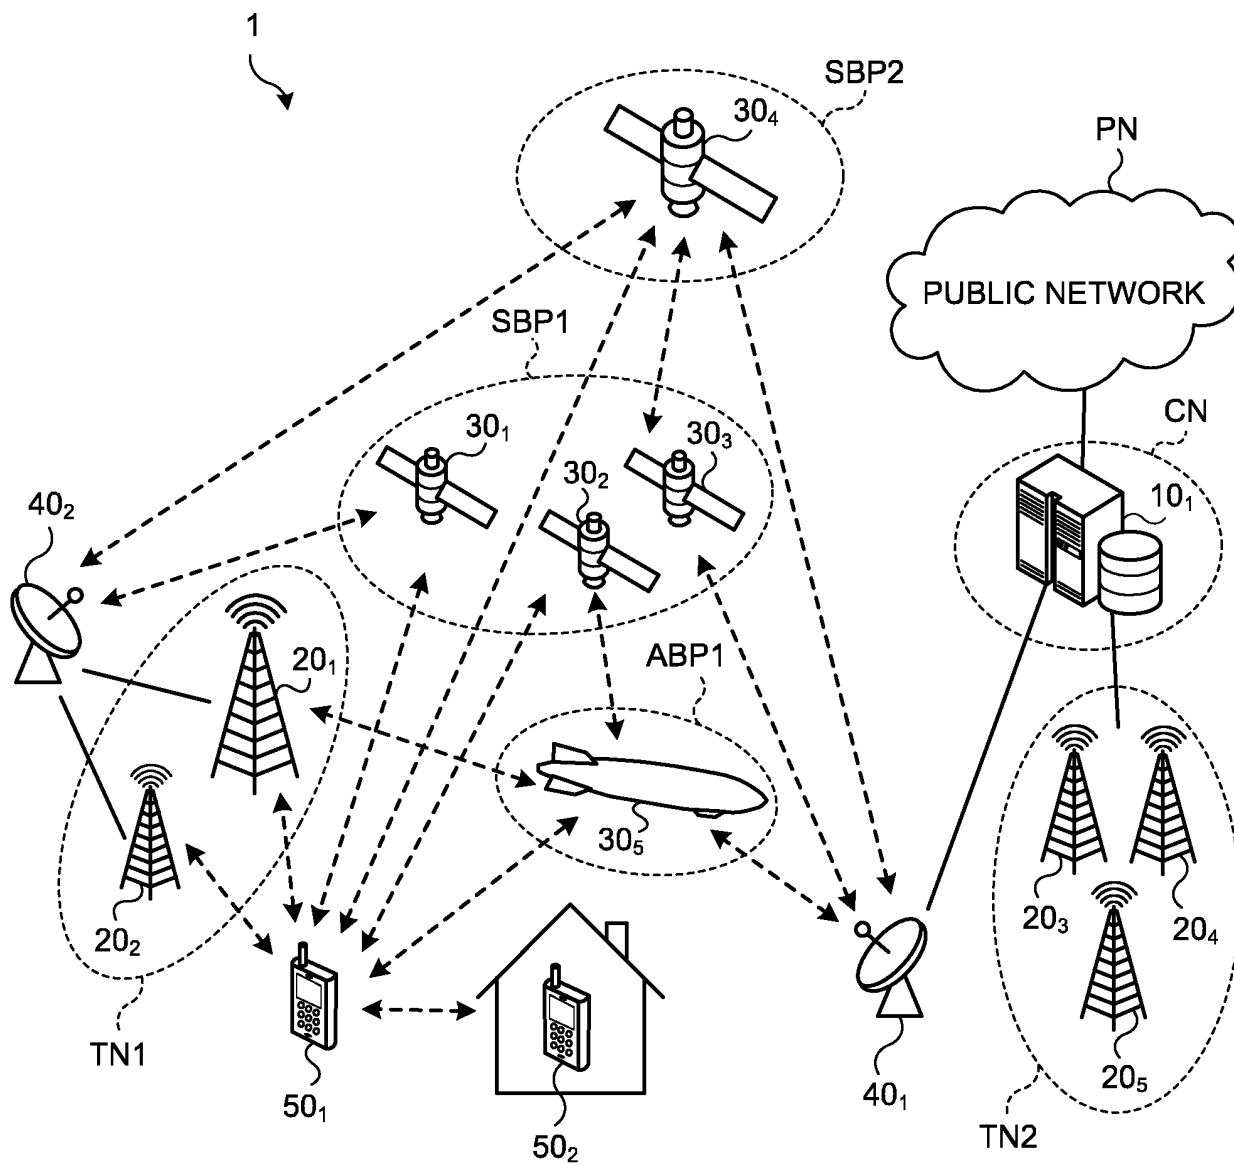 1
SBP2
30₄
PN
PUBLIC NETWORK
SBP1
CN
30₁
30₃
30₂
10₁
40₂
20₁
ABP1
30₅
20₂
20₃
20₄
TN1
50₁
50₂
40₁
20₅
TN2